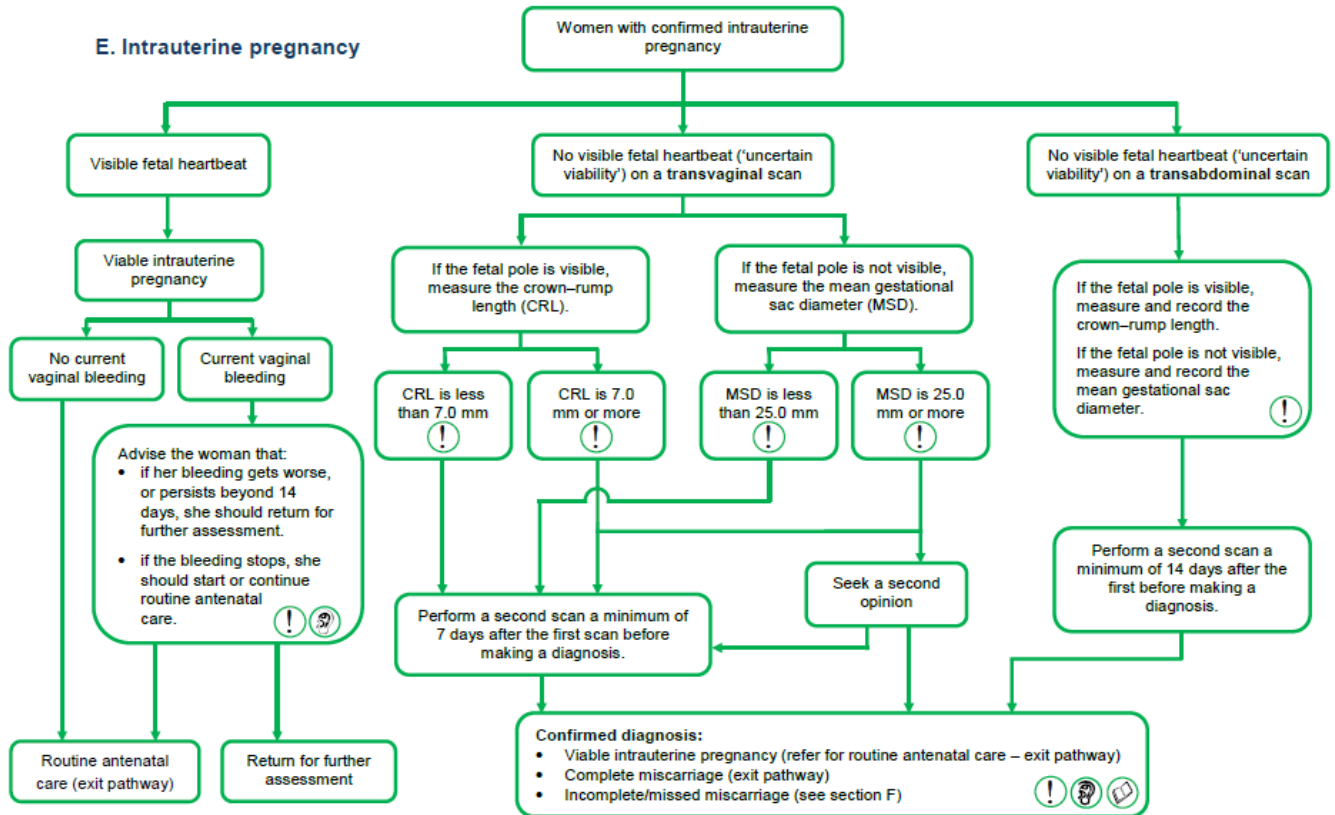 E. Intrauterine pregnancy
Women with confirmed intrauterine
pregnancy
Visible fetal heartbeat
No visible fetal heartbeat (‘uncertain
viability’) on a transvaginal scan
No visible fetal heartbeat (‘uncertain
viability’) on a transabdominal scan
Viable intrauterine
pregnancy
If the fetal pole is visible,
measure the crown–rump
length (CRL).
If the fetal pole is not visible,
measure the mean gestational
sac diameter (MSD).
If the fetal pole is visible,
measure and record the
crown–rump length.
If the fetal pole is not visible,
measure and record the
mean gestational sac
diameter.
!
No current
vaginal bleeding
Current vaginal
bleeding
CRL is less
than 7.0 mm
!
CRL is 7.0
mm or more
!
MSD is less
than 25.0 mm
!
MSD is 25.0
mm or more
!
Advise the woman that:
• if her bleeding gets worse,
or persists beyond 14
days, she should return for
further assessment.
• if the bleeding stops, she
should start or continue
routine antenatal
care.
!
Perform a second scan a minimum of
7 days after the first scan before
making a diagnosis.
Seek a second
opinion
Perform a second scan a
minimum of 14 days after the
first before making a
diagnosis.
Routine antenatal
care (exit pathway)
Return for further
assessment
Confirmed diagnosis:
• Viable intrauterine pregnancy (refer for routine antenatal care – exit pathway)
• Complete miscarriage (exit pathway)
• Incomplete/missed miscarriage (see section F)
!